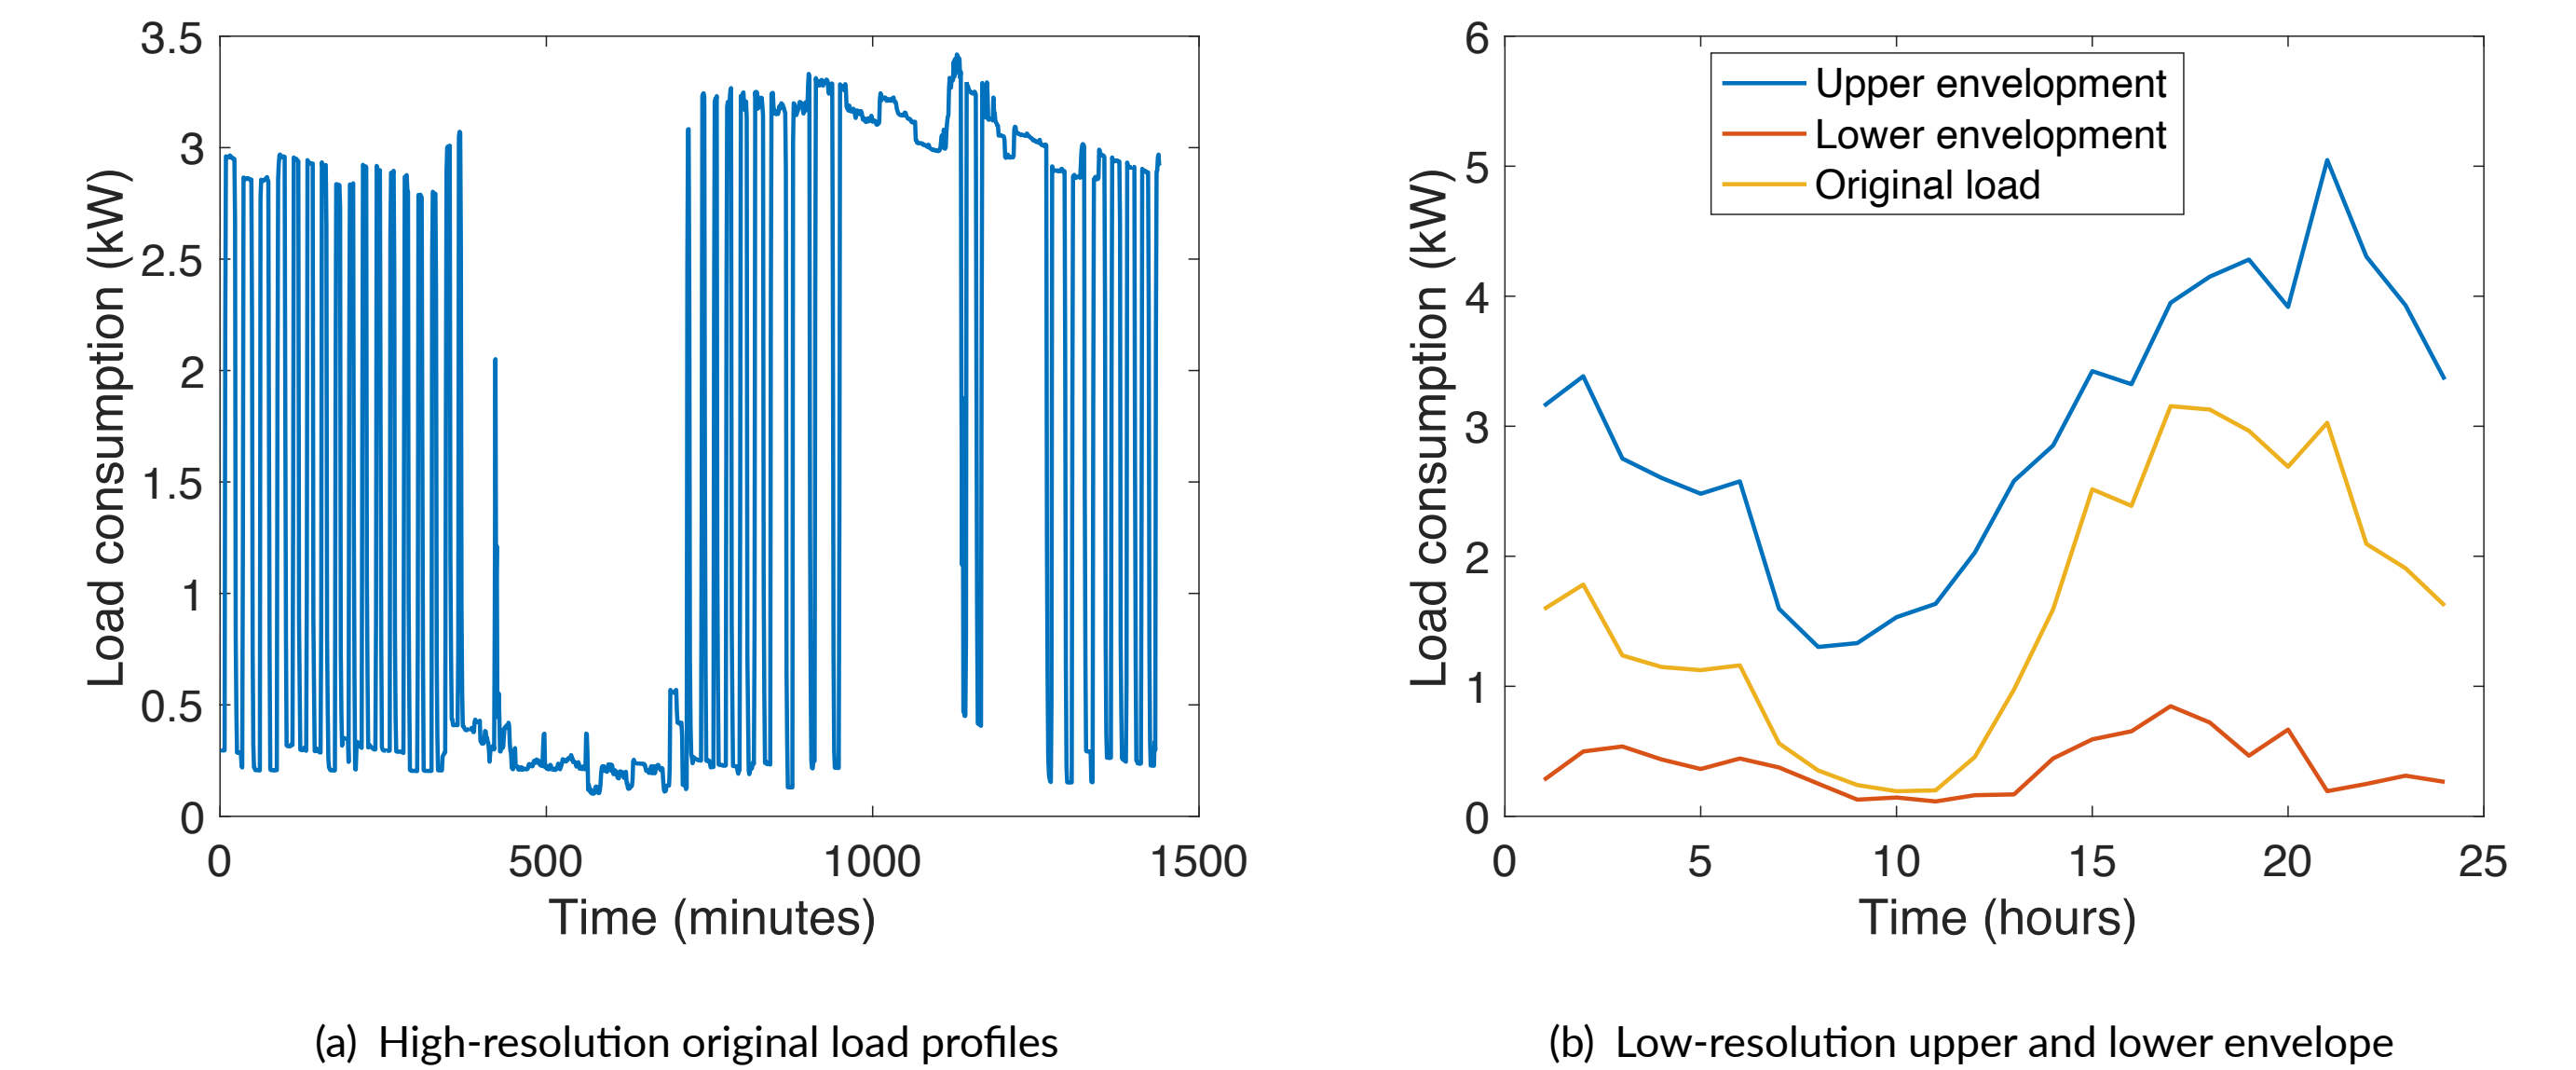 3.5
3
2.5
2
1.5
1
0.5
0
0
500
1000
1500
Load consumption (kW)
Time (minutes)
(a) High-resolution original load profiles
6
5
4
3
2
1
0
0
5
10
15
20
25
Load consumption (kW)
Upper envelopment
Lower envelopment
Original load
Time (hours)
(b) Low-resolution upper and lower envelope